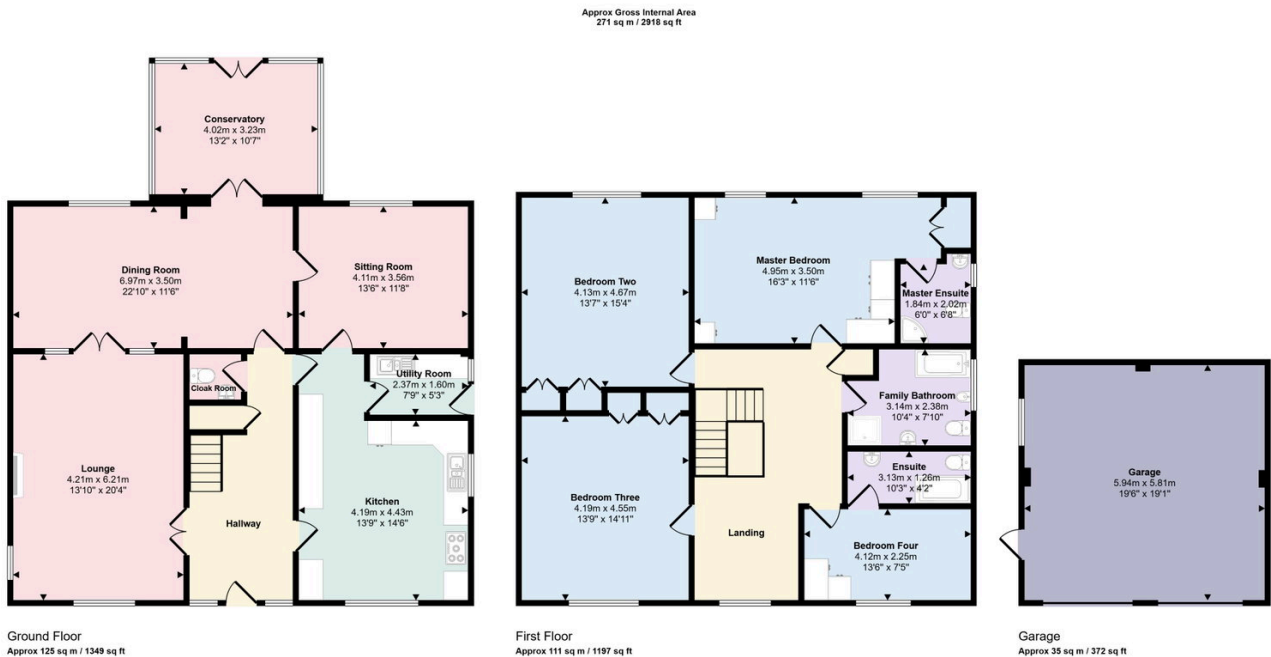 Approx Gross Internal Area
271 sq m / 2918 sq ft
Conservatory
4.02m x 3.23m
13'2" x 10'7"
Dining Room
6.97m x 3.50m
22'10" x 11'6"
Sitting Room
4.11m x 3.56m
13'6" x 11'8"
Cloak Room
Utility Room
2.37m x 1.60m
7'9" x 5'3"
Lounge
4.21m x 6.21m
13'10" x 20'4"
Hallway
Kitchen
4.19m x 4.43m
13'9" x 14'6"
Ground Floor
Approx 125 sq m / 1349 sq ft
Bedroom Two
4.13m x 4.67m
13'7" x 15'4"
Master Bedroom
4.95m x 3.50m
16'3" x 11'6"
Master Ensuite
1.84m x 2.02m
6'0" x 6'8"
Family Bathroom
3.14m x 2.38m
10'4" x 7'10"
Ensuite
3.13m x 1.26m
10'3" x 4'2"
Bedroom Three
4.19m x 4.55m
13'9" x 14'11"
Landing
Bedroom Four
4.12m x 2.25m
13'6" x 7'5"
First Floor
Approx 111 sq m / 1197 sq ft
Garage
5.94m x 5.81m
19'6" x 19'1"
Garage
Approx 35 sq m / 372 sq ft